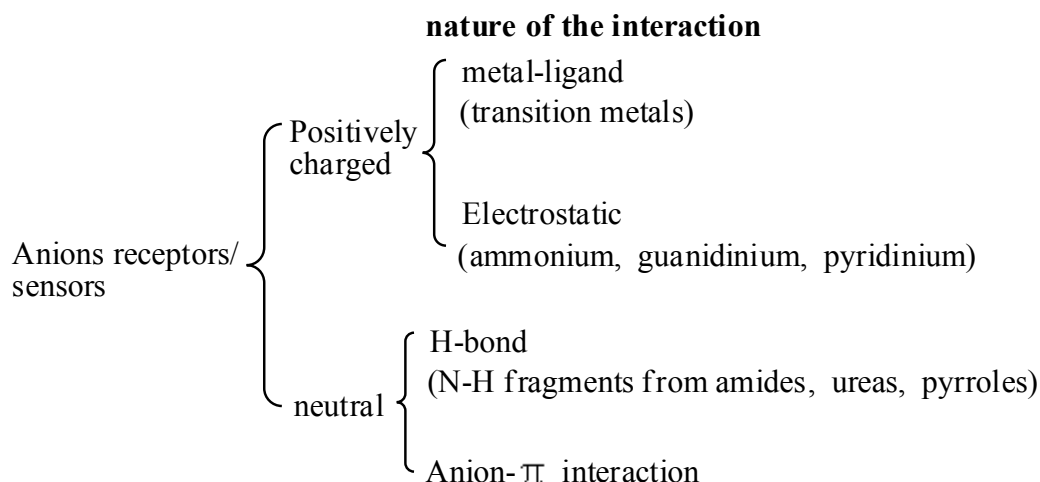 nature of the interaction
metal-ligand
(transition metals)
Positively
charged
Electrostatic
(ammonium, guanidinium, pyridinium)
Anions receptors/
sensors
H-bond
(N-H fragments from amides, ureas, pyrroles)
neutral
Anion-π interaction